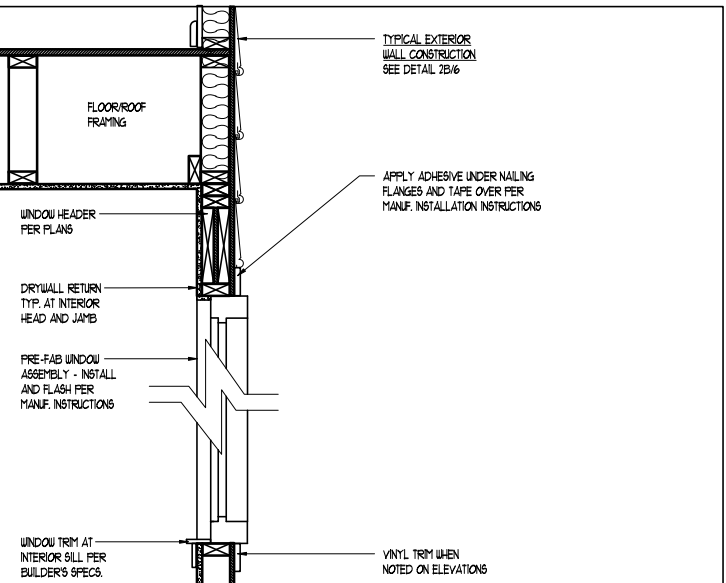 TYPICAL EXTERIOR
WALL CONSTRUCTION
SEE DETAIL 2B/6
FLOOR/ROOF
FRAMING
APPLY ADHESIVE UNDER NAILING
FLANGES AND TAPE OVER PER
MANUF. INSTALLATION INSTRUCTIONS
WINDOW HEADER
PER PLANS
DRYWALL RETURN
TYP. AT INTERIOR
HEAD AND JAMB
PRE-FAB WINDOW
ASSEMBLY - INSTALL
AND FLASH PER
MANUF. INSTRUCTIONS
WINDOW TRIM AT
INTERIOR SILL PER
BUILDER'S SPECS.
VINYL TRIM WHEN
NOTED ON ELEVATIONS